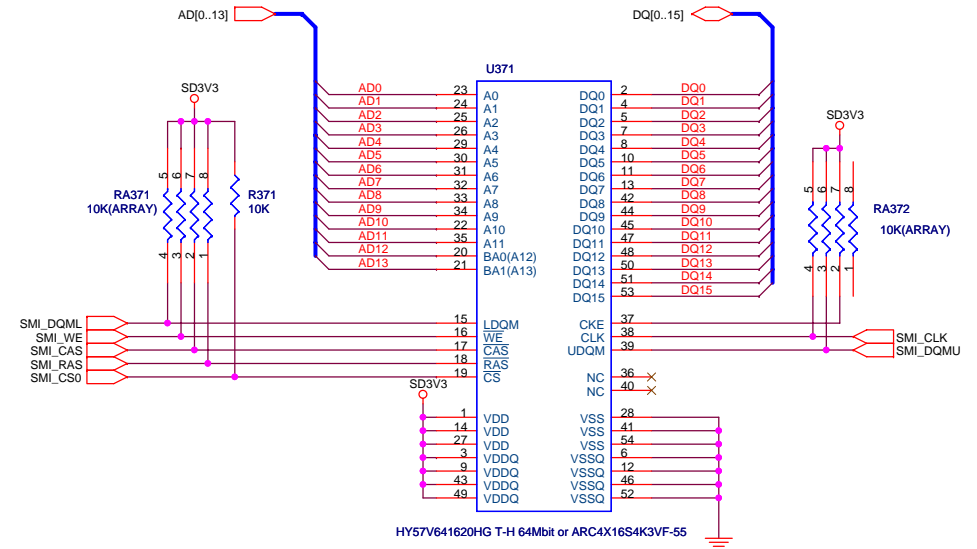 AD[0..13]
DQ[0..15]
U371
SD3V3
SD3V3
AD0 23 A0 DQ0 2 DQ0
AD1 24 A1 DQ1 4 DQ1
AD2 25 A2 DQ2 5 DQ2
AD3 26 A3 DQ3 7 DQ3
AD4 29 A4 DQ4 8 DQ4
AD5 30 A5 DQ5 10 DQ5
AD6 31 A6 DQ6 11 DQ6
AD7 32 A7 DQ7 13 DQ7
AD8 33 A8 DQ8 42 DQ8
AD9 34 A9 DQ9 44 DQ9
AD10 22 A10 DQ10 45 DQ10
AD11 35 A11 DQ11 47 DQ11
AD12 20 BA0(A12) DQ12 48 DQ12
AD13 21 BA1(A13) DQ13 50 DQ13
DQ14 51 DQ14
DQ15 53 DQ15
5 6 7 8
RA371
10K(ARRAY)
4 3 2 1
R371
10K
5 6 7 8
RA372
10K(ARRAY)
4 3 2 1
SMI_DQML 15 LDQM CKE 37
SMI_WE 16 WE CLK 38 SMI_CLK
SMI_CAS 17 CAS UDQM 39 SMI_DQMU
SMI_RAS 18 RAS
SMI_CS0 19 CS NC 36
NC 40
SD3V3
1 VDD VSS 28
14 VDD VSS 41
27 VDD VSS 54
3 VDDQ VSSQ 6
9 VDDQ VSSQ 12
43 VDDQ VSSQ 46
49 VDDQ VSSQ 52
HY57V641620HG T-H 64Mbit or ARC4X16S4K3VF-55